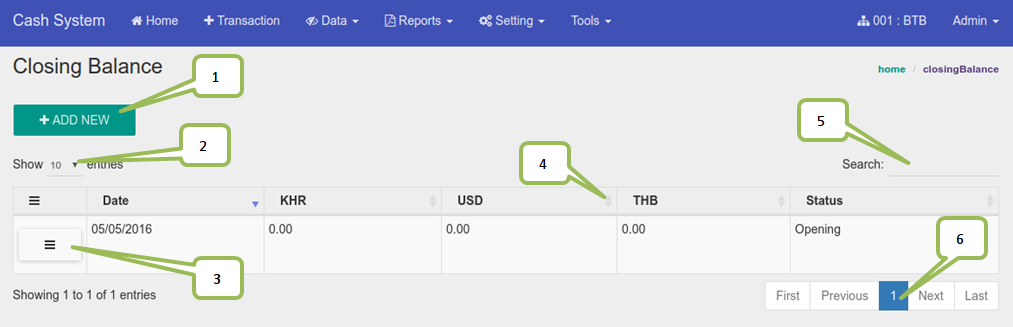 Cash System Home Transaction Data Reports Setting Tools 001 : BTB Admin
Closing Balance
1
home / closingBalance
ADD NEW
2
5
Show 10 entries
4
Search:
Date KHR USD THB Status
05/05/2016 0.00 0.00 0.00 Opening
6
3
Showing 1 to 1 of 1 entries
First Previous 1 Next Last